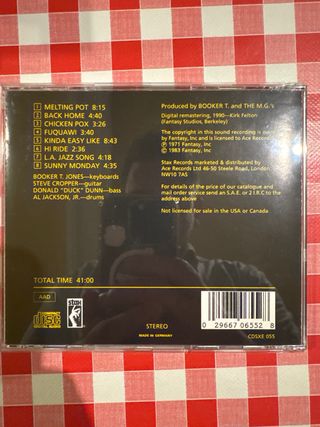 1 MELTING POT 8:15
2 BACK HOME 4:40
3 CHICKEN POX 3:26
4 FUQUAWI 3:40
5 KINDA EASY LIKE 8:43
6 HI RIDE 2:36
7 L.A. JAZZ SONG 4:18
8 SUNNY MONDAY 4:35
BOOKER T. JONES—keyboards
STEVE CROPPER—guitar
DONALD "DUCK" DUNN—bass
AL JACKSON, JR.—drums
TOTAL TIME 41:00
AAD
COMPACT
disc
DIGITAL AUDIO
stax
Produced by BOOKER T. and THE M.G.'s
Digital remastering, 1990—Kirk Felton
(Fantasy Studios, Berkeley)
The copyright in this sound recording is owned
by Fantasy, Inc and is licensed to Ace Records
℗ 1971 Fantasy, Inc
© 1983 Fantasy, Inc
Stax Records marketed & distributed by
Ace Records Ltd 46-50 Steele Road, London
NW10 7AS
For details of the price of our catalogue and
mail order service send an S.A.E. or 2 I.R.C to the
address above
Not licensed for sale in the USA or Canada
STEREO
MADE IN GERMANY
0 29667 06552 8
CDSXE 055